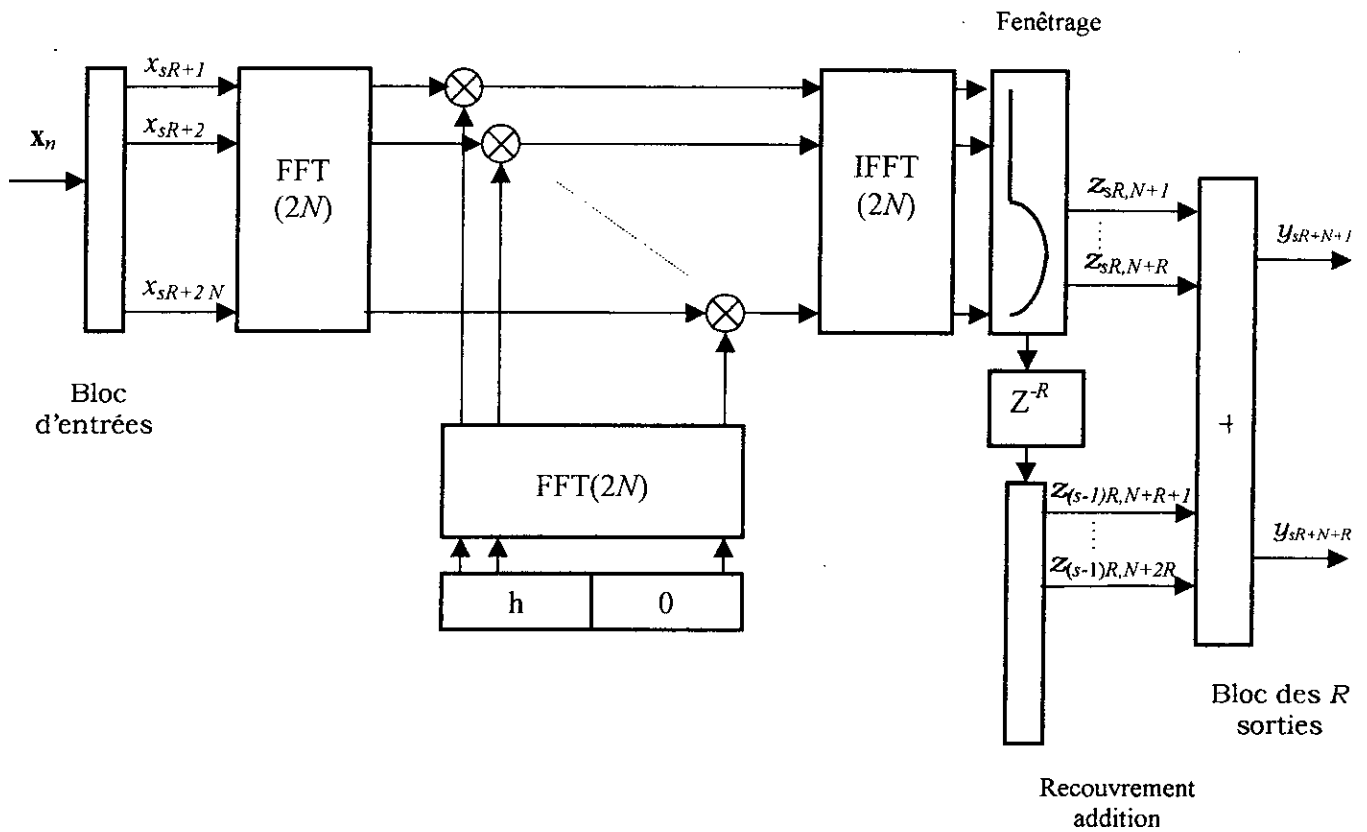 Fenêtrage
x_n
x_{sR+1}
x_{sR+2}
x_{sR+2N}
FFT
(2N)
IFFT
(2N)
z_{sR,N+1}
z_{sR,N+R}
y_{sR+N+1}
Bloc
d'entrées
Z^{-R}
+
FFT(2N)
z_{(s-1)R,N+R+1}
z_{(s-1)R,N+2R}
y_{sR+N+R}
h
0
Bloc des R
sorties
Recouvrement
addition